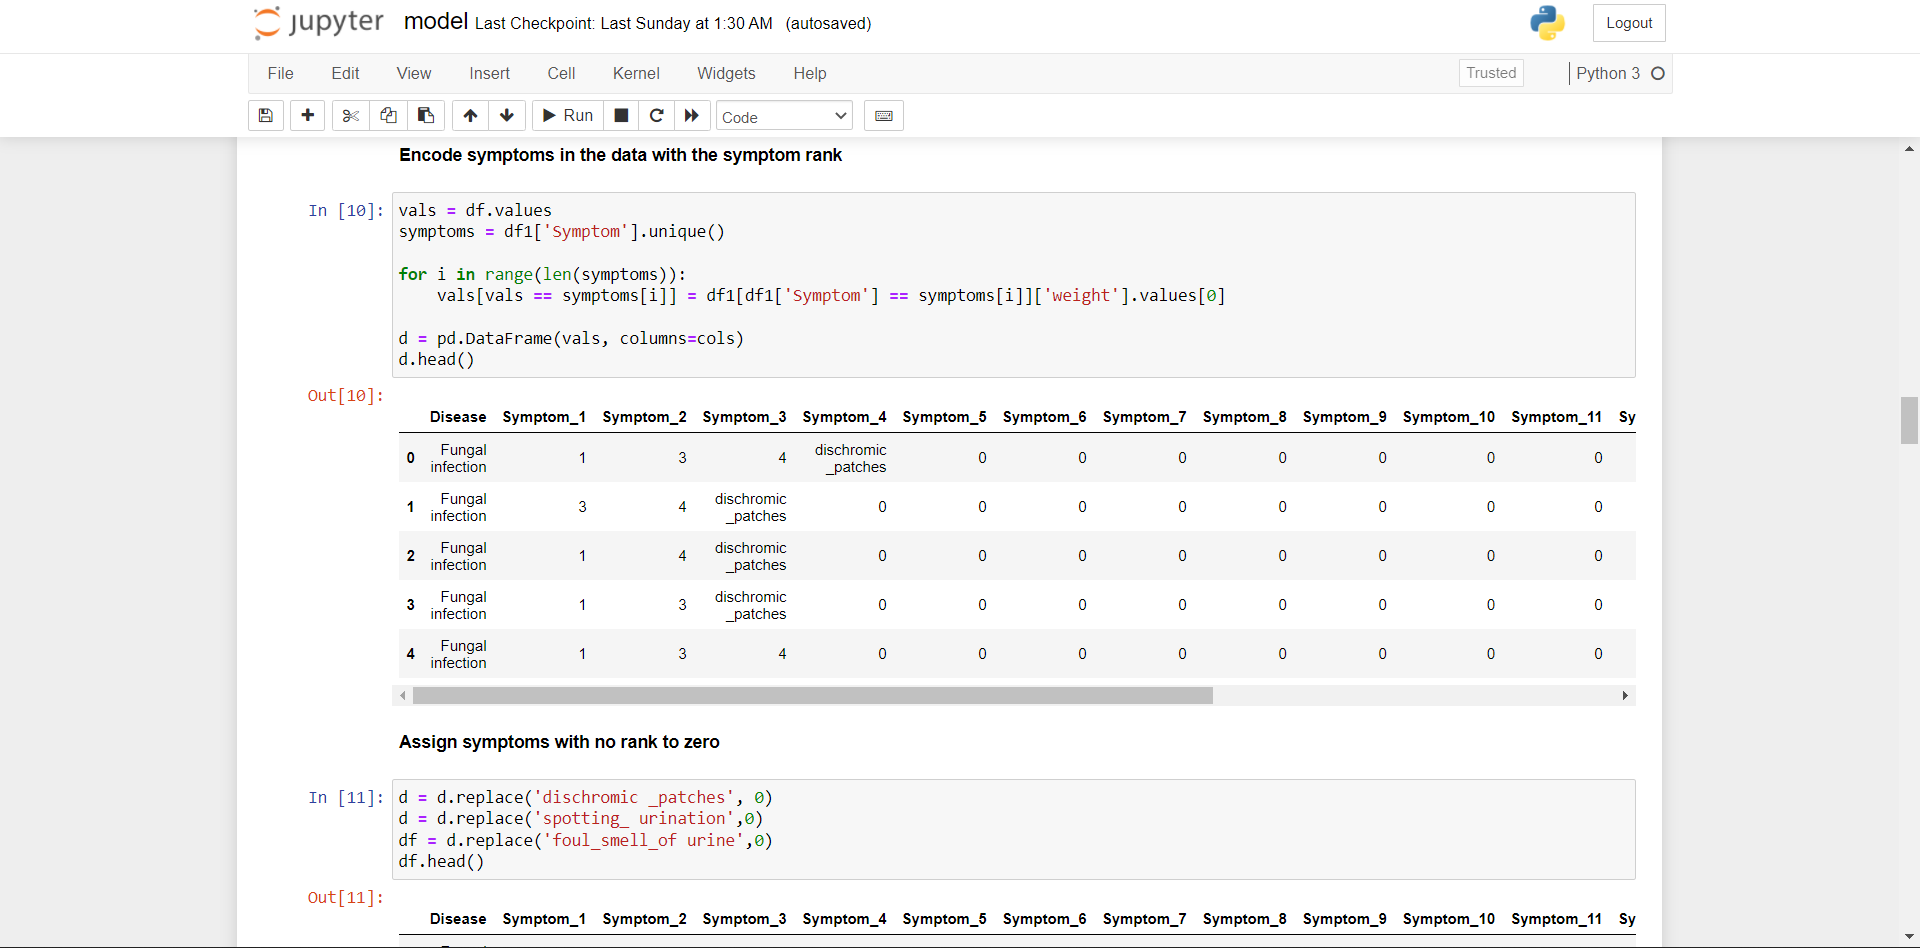 jupyter model Last Checkpoint: Last Sunday at 1:30 AM (autosaved) Logout
File Edit View Insert Cell Kernel Widgets Help Trusted Python 3
Run Code
Encode symptoms in the data with the symptom rank
In [10]: vals = df.values
symptoms = df1['Symptom'].unique()
for i in range(len(symptoms)):
    vals[vals == symptoms[i]] = df1[df1['Symptom'] == symptoms[i]]['weight'].values[0]
d = pd.DataFrame(vals, columns=cols)
d.head()
Out[10]:
Disease Symptom_1 Symptom_2 Symptom_3 Symptom_4 Symptom_5 Symptom_6 Symptom_7 Symptom_8 Symptom_9 Symptom_10 Symptom_11 Sy
0 Fungal infection 1 3 4 dischromic _patches 0 0 0 0 0 0 0
1 Fungal infection 3 4 dischromic _patches 0 0 0 0 0 0 0 0
2 Fungal infection 1 4 dischromic _patches 0 0 0 0 0 0 0 0
3 Fungal infection 1 3 dischromic _patches 0 0 0 0 0 0 0 0
4 Fungal infection 1 3 4 0 0 0 0 0 0 0 0
Assign symptoms with no rank to zero
In [11]: d = d.replace('dischromic _patches', 0)
d = d.replace('spotting_ urination',0)
df = d.replace('foul_smell_of urine',0)
df.head()
Out[11]:
Disease Symptom_1 Symptom_2 Symptom_3 Symptom_4 Symptom_5 Symptom_6 Symptom_7 Symptom_8 Symptom_9 Symptom_10 Symptom_11 Sy